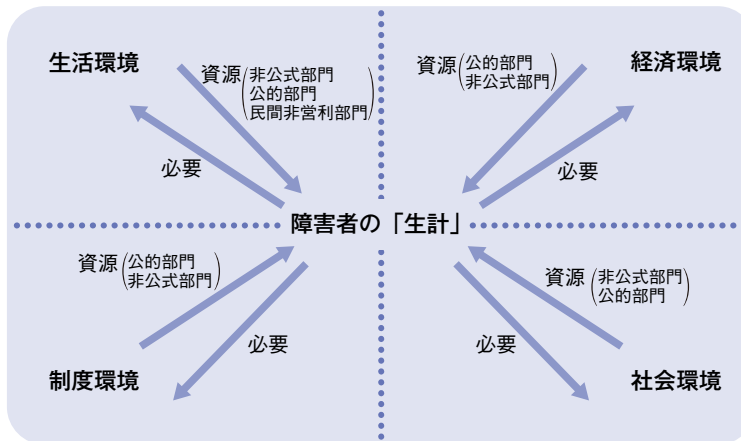 生活環境
資源(非公式部門
公的部門
民間非営利部門)
必要
資源(公的部門
非公式部門)
経済環境
必要
障害者の「生計」
資源(公的部門
非公式部門)
必要
制度環境
資源(非公式部門
公的部門)
必要
社会環境